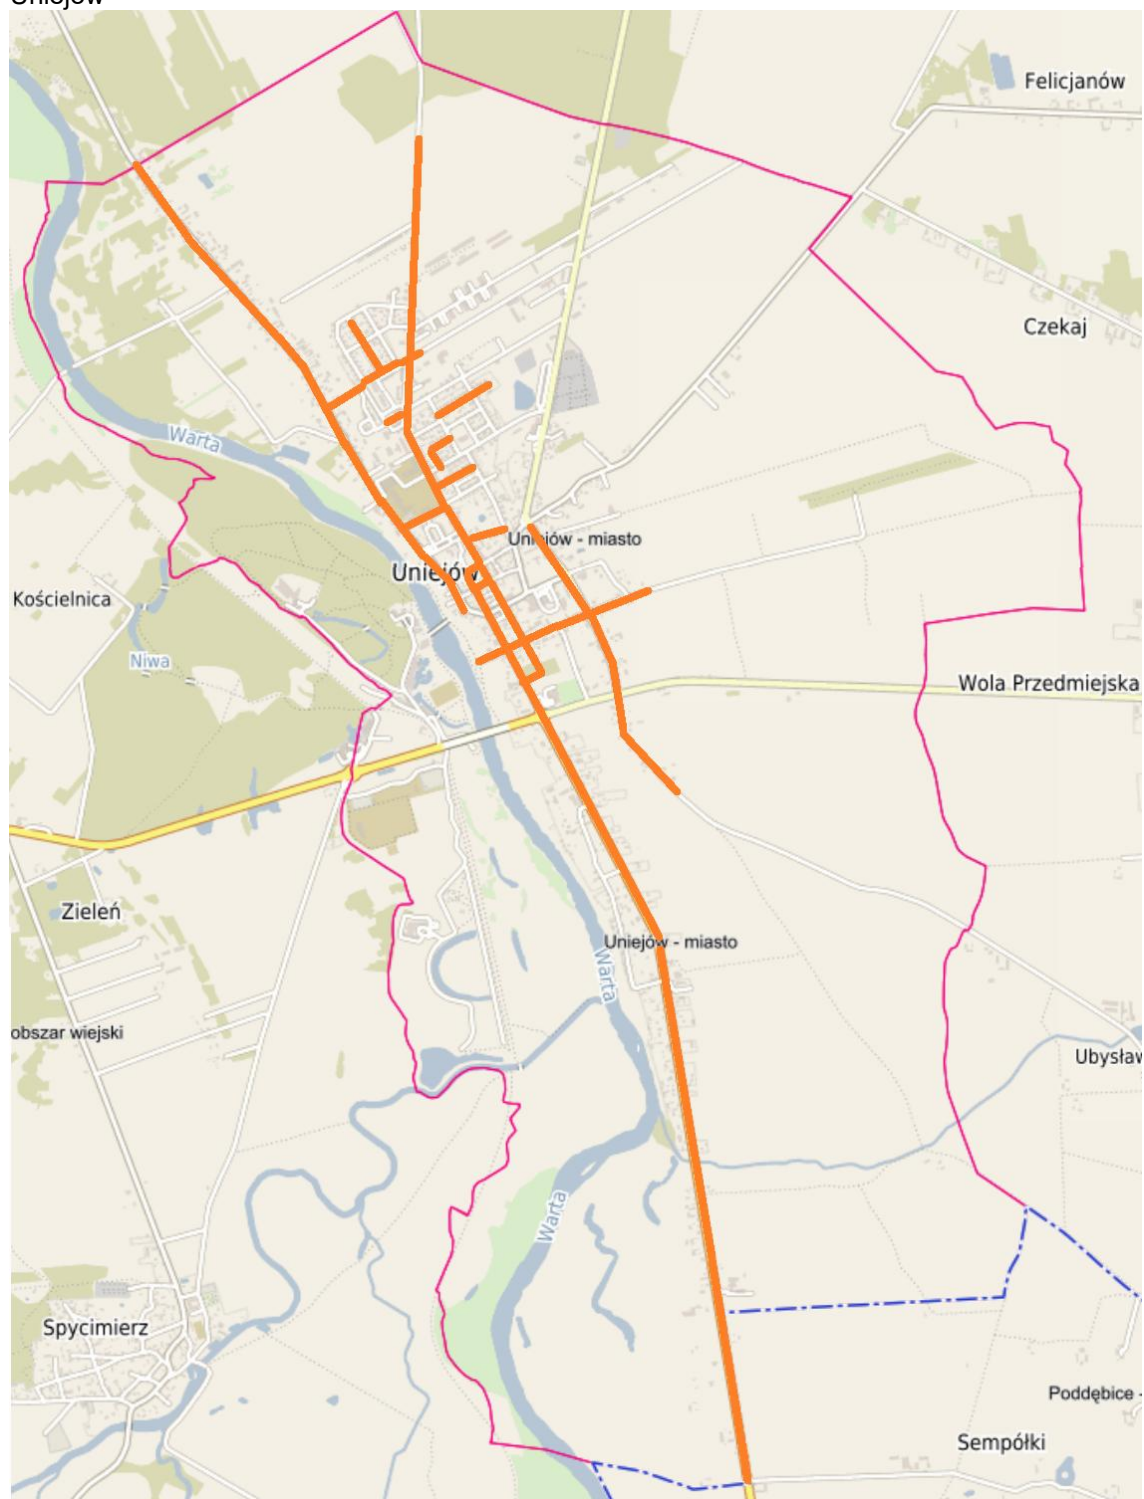 Uniejów
Felicjanów
Czekaj
Warta
Uniejów - miasto
Uniejów
Kościelnica
Niwa
Wola Przedmiejska
Zieleń
Uniejów - miasto
Warta
obszar wiejski
Ubysław
Warta
Spycimierz
Poddębice -
Sempółki